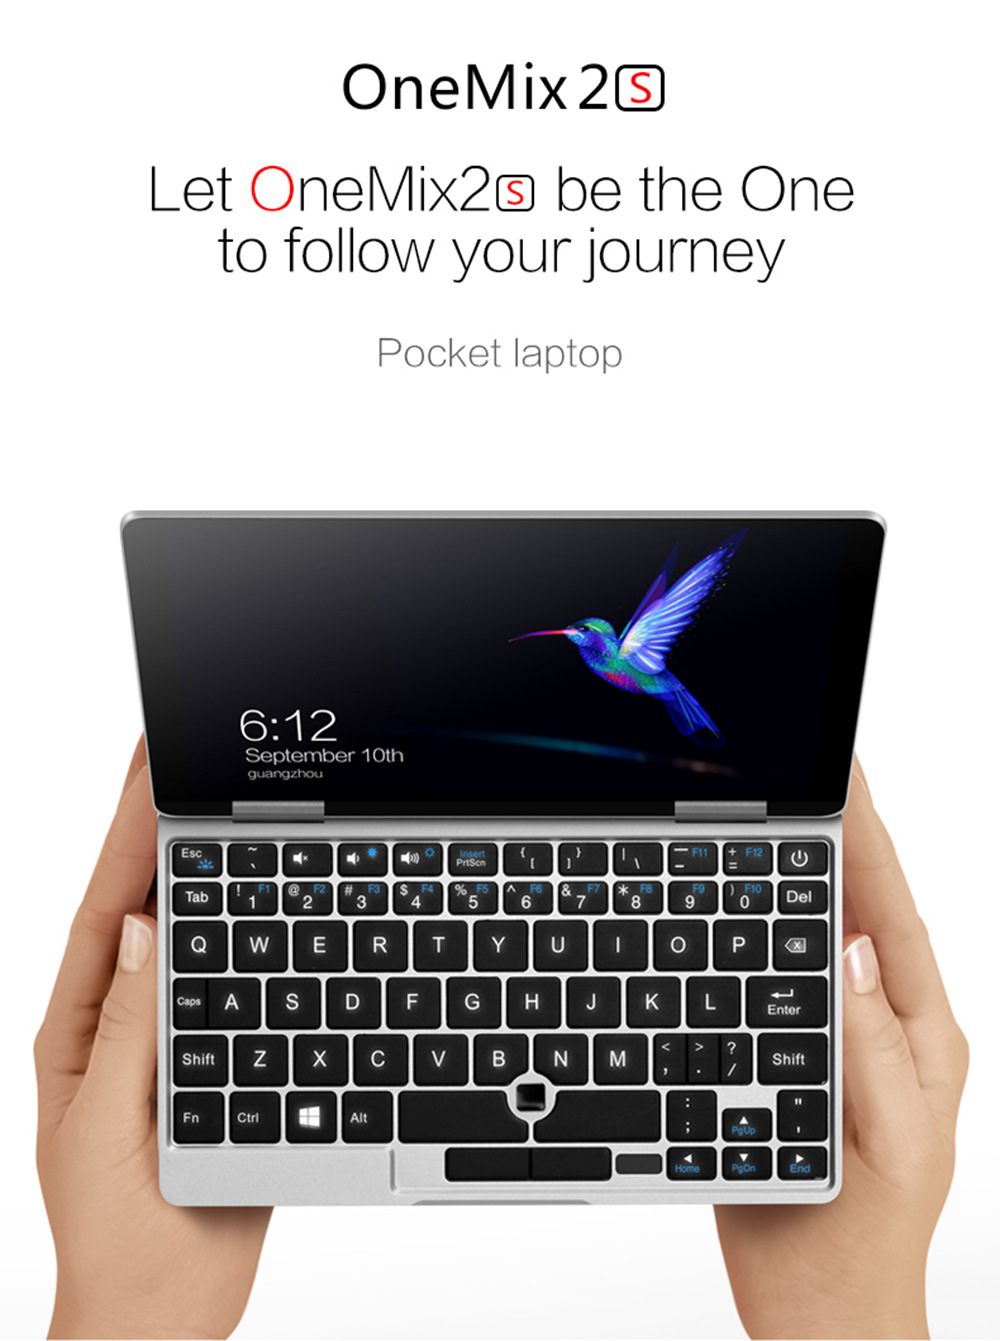 OneMix 2S
Let OneMix2S be the One
to follow your journey
Pocket laptop
6:12
September 10th
guangzhou
Esc ~ ` Insert PrtScn { [ } ] | \ — - F11 + = F12
Tab ! 1 F1 @ 2 F2 # 3 F3 $ 4 F4 % 5 F5 ^ 6 F6 & 7 F7 * 8 F8 9 F9 ) 0 F10 Del
Q W E R T Y U I O P
Caps A S D F G H J K L Enter
Shift Z X C V B N M < , > . ? / Shift
Fn Ctrl Alt : ; PgUp " '
Home PgDn End